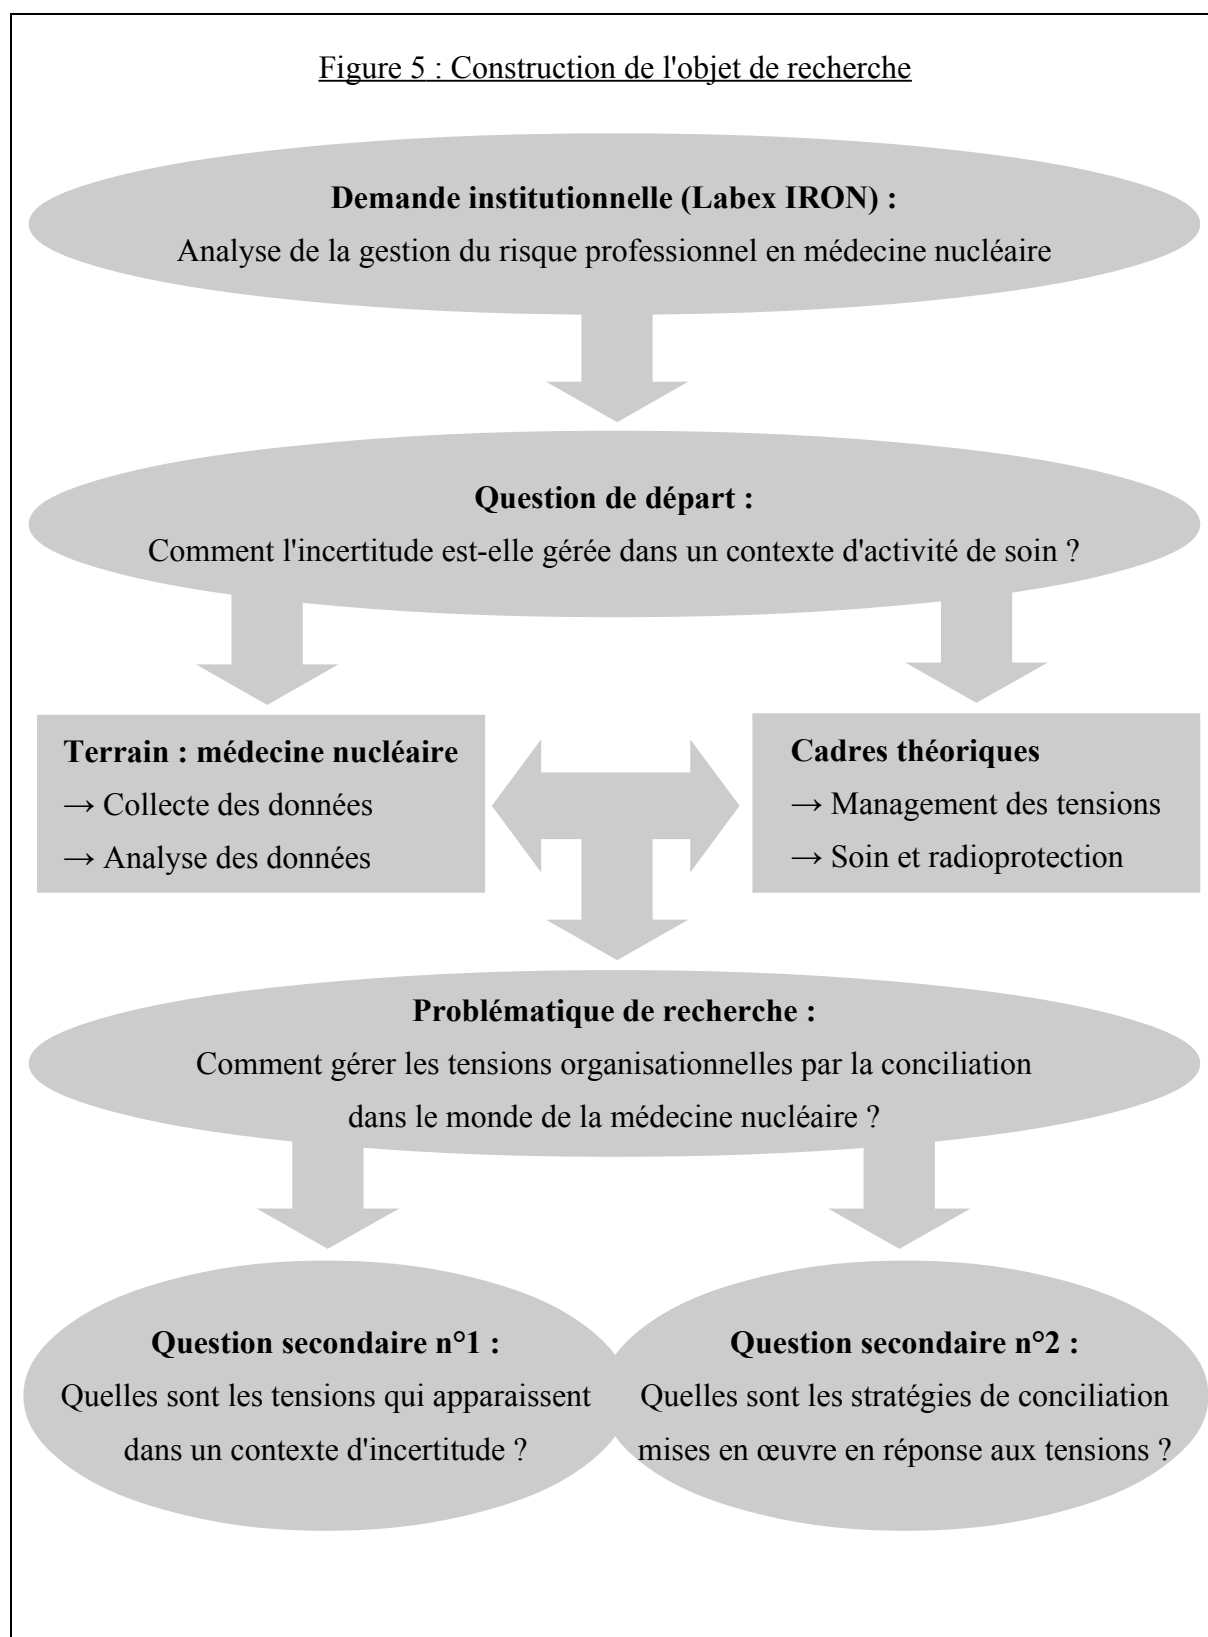 Figure 5 : Construction de l'objet de recherche
Demande institutionnelle (Labex IRON) :
Analyse de la gestion du risque professionnel en médecine nucléaire
Question de départ :
Comment l'incertitude est-elle gérée dans un contexte d'activité de soin ?
Terrain : médecine nucléaire
→ Collecte des données
→ Analyse des données
Cadres théoriques
→ Management des tensions
→ Soin et radioprotection
Problématique de recherche :
Comment gérer les tensions organisationnelles par la conciliation
dans le monde de la médecine nucléaire ?
Question secondaire n°1 :
Quelles sont les tensions qui apparaissent
dans un contexte d'incertitude ?
Question secondaire n°2 :
Quelles sont les stratégies de conciliation
mises en œuvre en réponse aux tensions ?